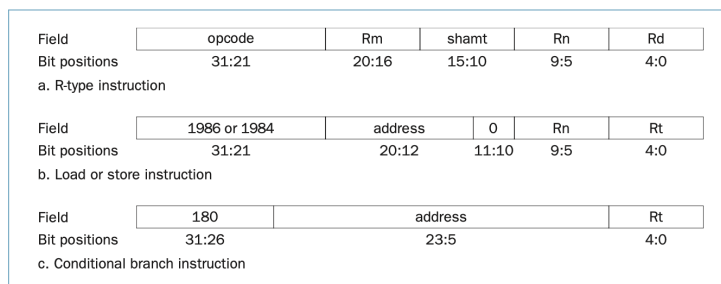 Field opcode Rm shamt Rn Rd
Bit positions 31:21 20:16 15:10 9:5 4:0
a. R-type instruction
Field 1986 or 1984 address 0 Rn Rt
Bit positions 31:21 20:12 11:10 9:5 4:0
b. Load or store instruction
Field 180 address Rt
Bit positions 31:26 23:5 4:0
c. Conditional branch instruction